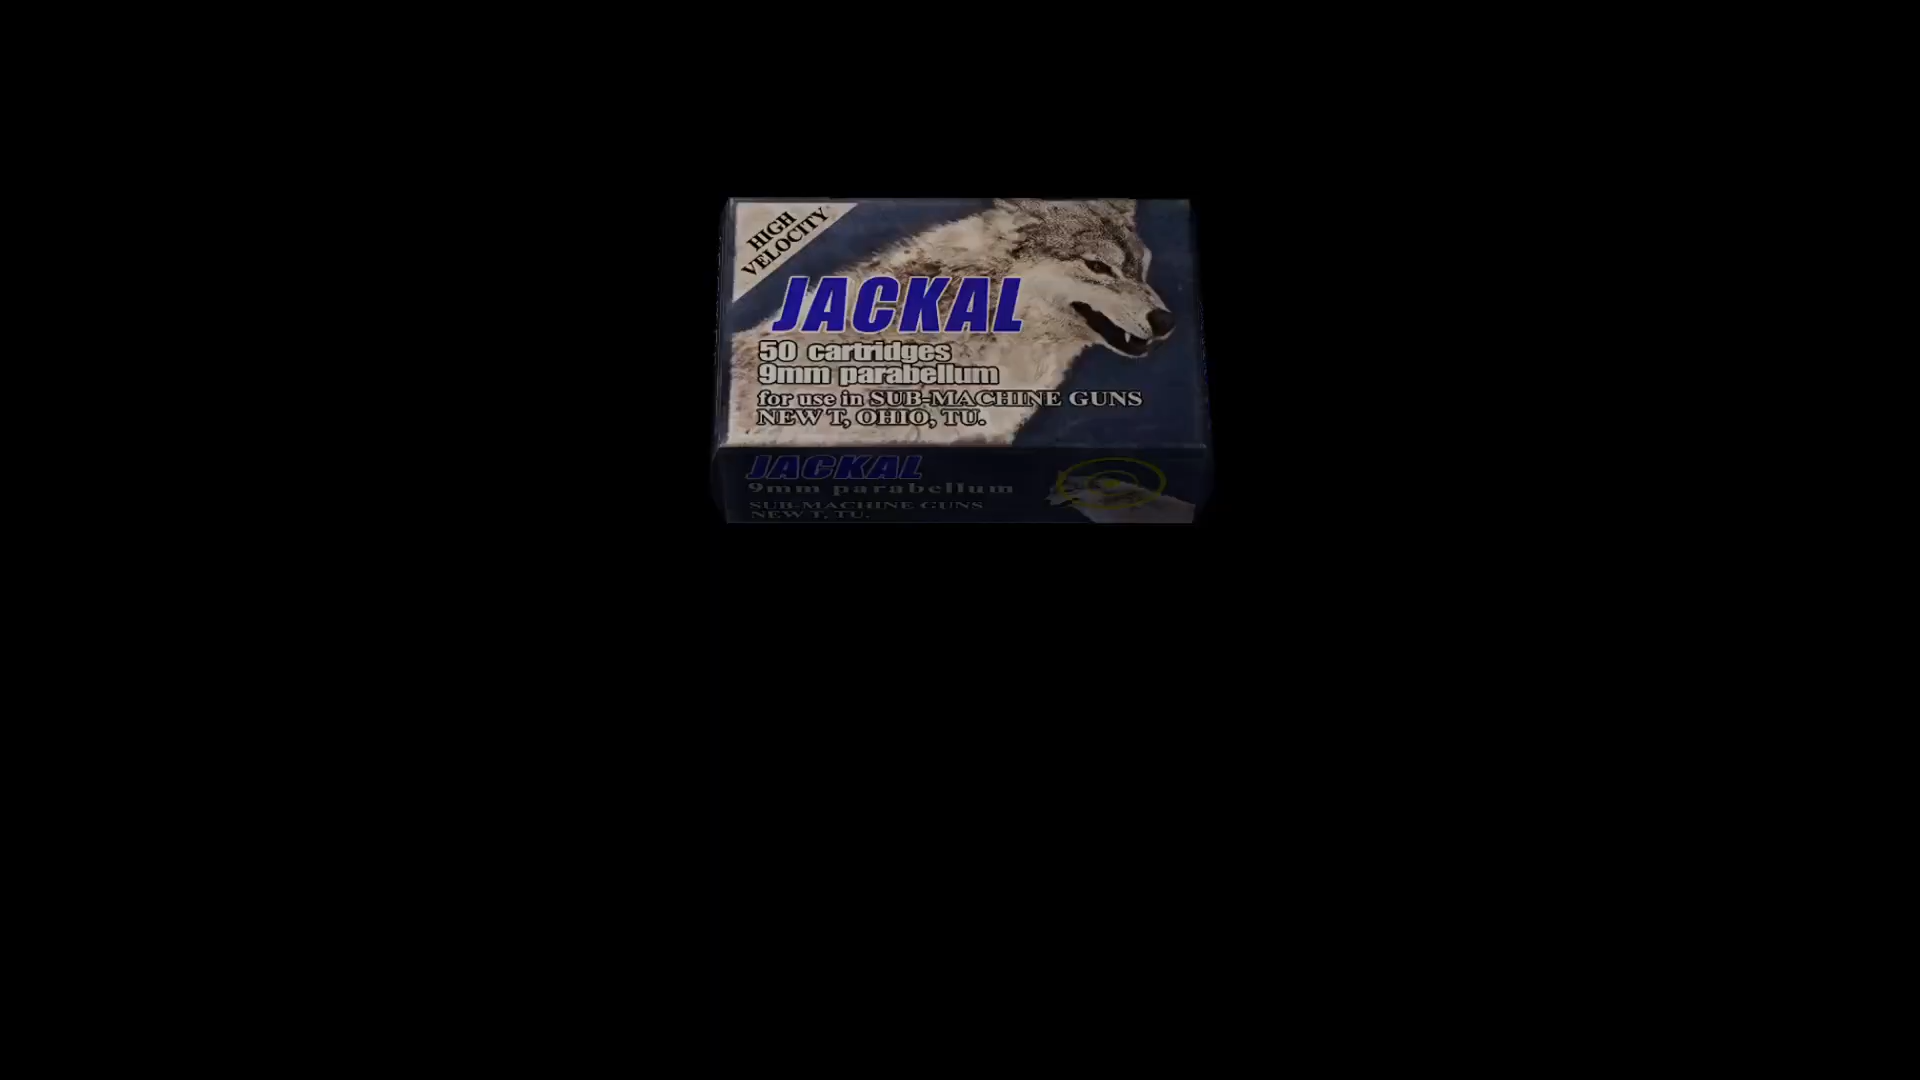 HIGH
VELOCITY
JACKAL
50 cartridges
9mm parabellum
for use in SUB-MACHINE GUNS
NEW T, OHIO, TU.
JACKAL
9mm parabellum
SUB-MACHINE GUNS
NEW T, TU.